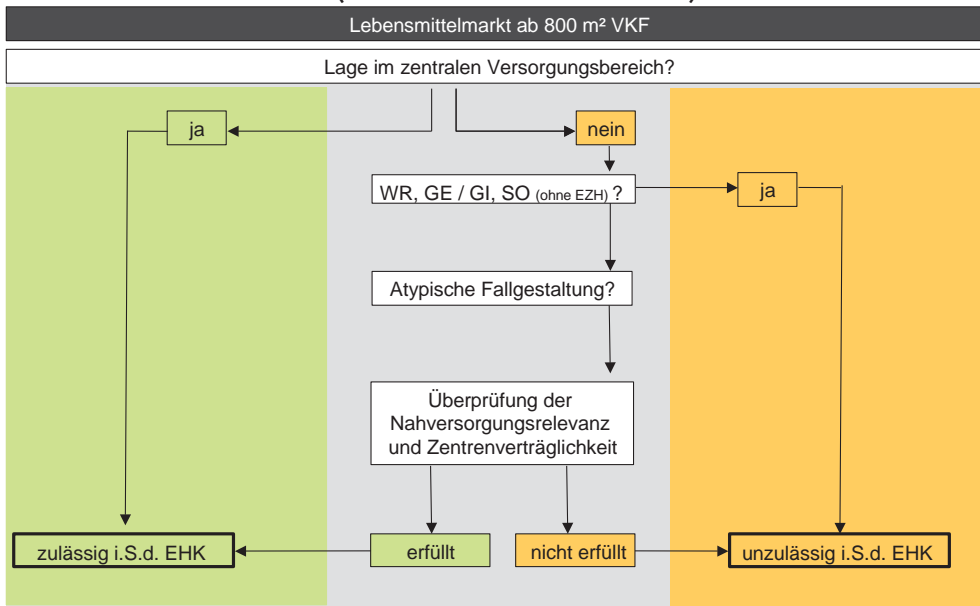 Lebensmittelmarkt ab 800 m² VKF
Lage im zentralen Versorgungsbereich?
ja
nein
WR, GE / GI, SO (ohne EZH) ?
ja
Atypische Fallgestaltung?
Überprüfung der
Nahversorgungsrelevanz
und Zentrenverträglichkeit
zulässig i.S.d. EHK
erfüllt
nicht erfüllt
unzulässig i.S.d. EHK